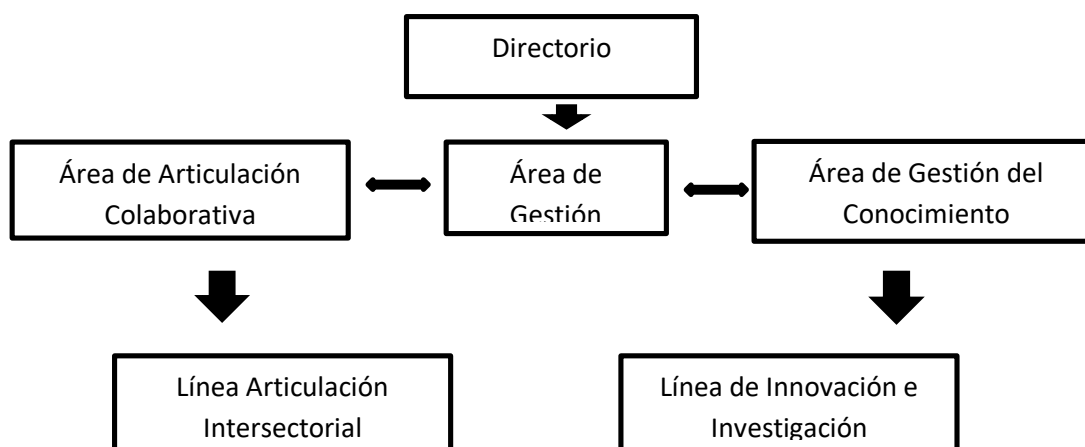 Directorio
Área de Articulación
Colaborativa
Área de
Gestión
Área de Gestión del
Conocimiento
Línea Articulación
Intersectorial
Línea de Innovación e
Investigación